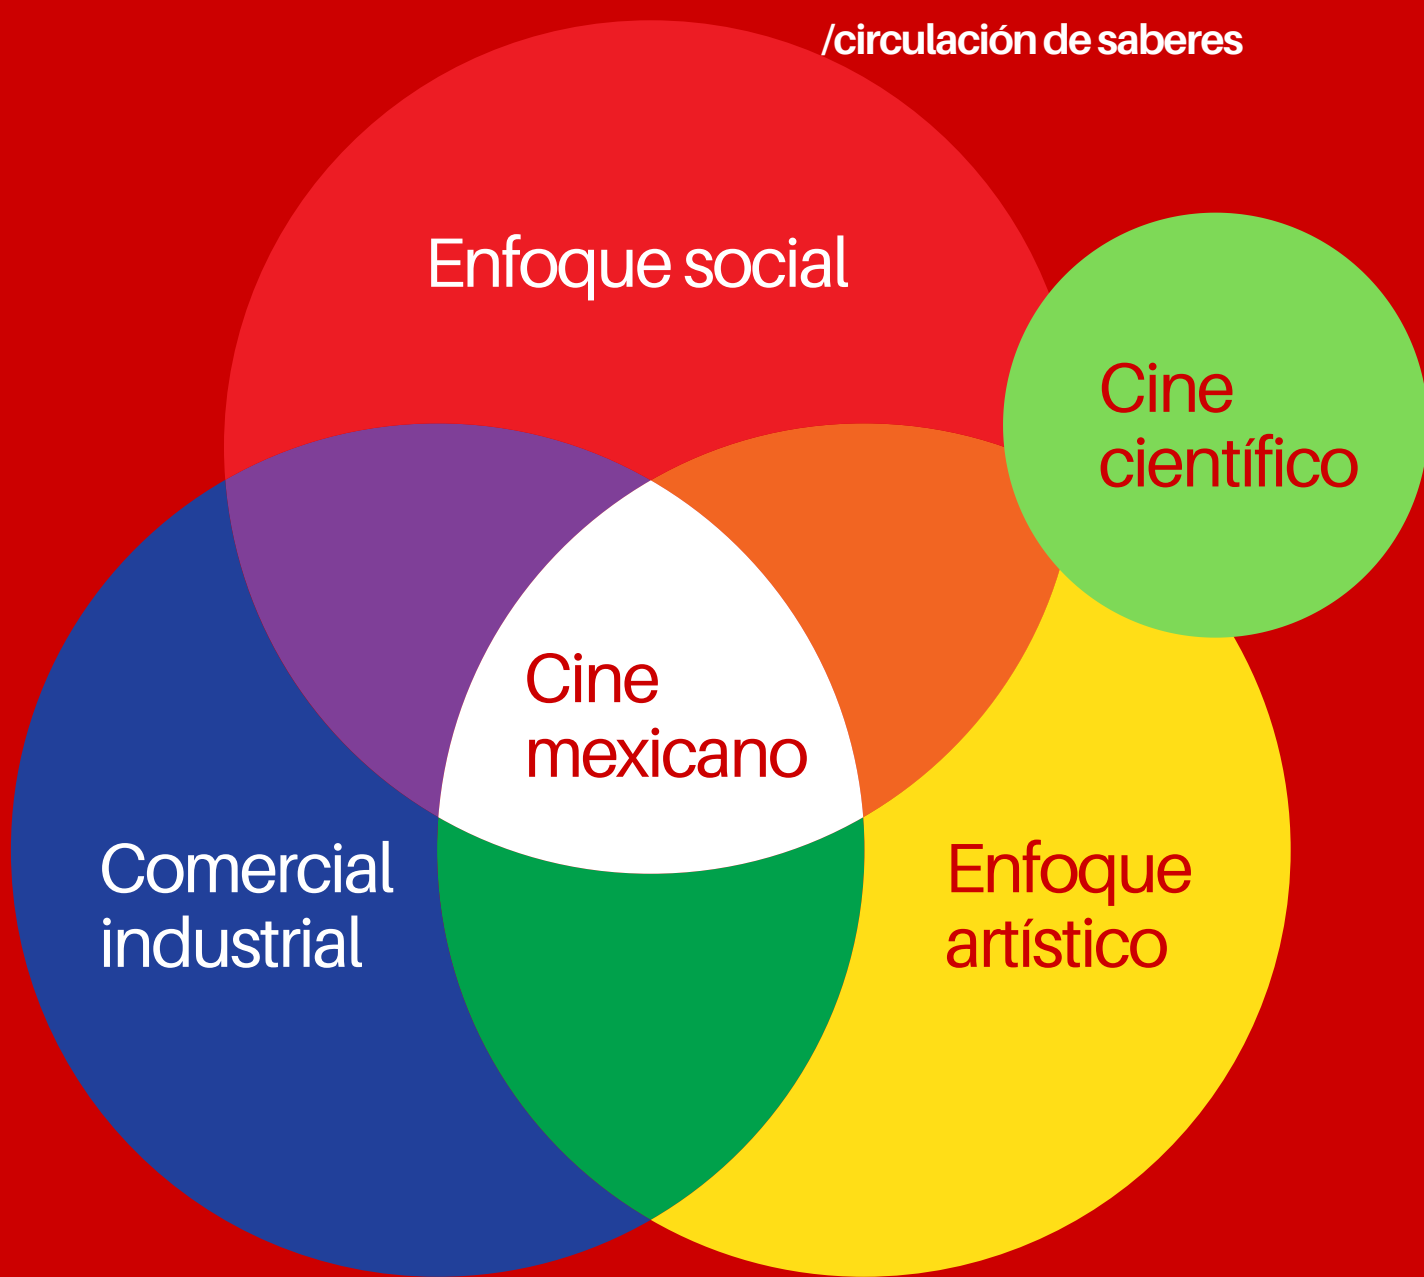 /circulación de saberes
Enfoque social
Cine
científico
Cine
mexicano
Comercial
industrial
Enfoque
artístico